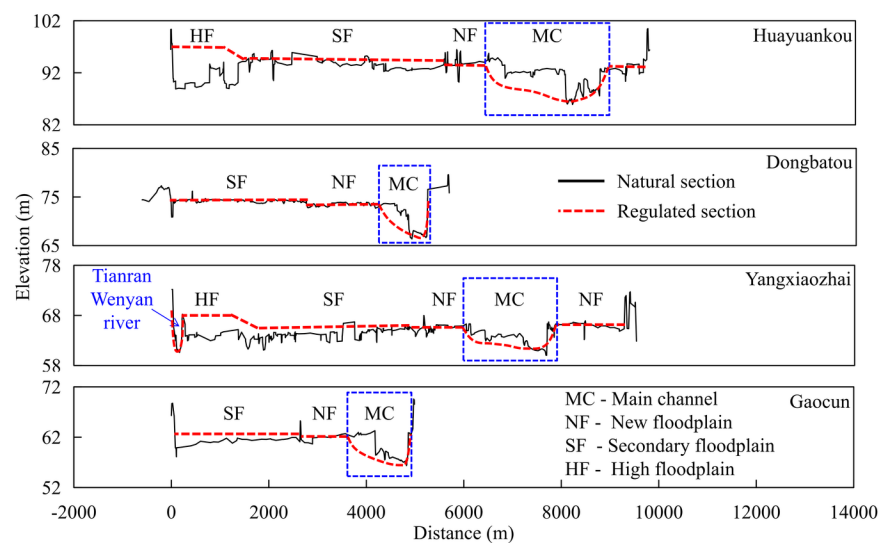 102
92
82
HF
SF
NF
MC
Huayuankou
85
75
65
SF
NF
MC
Dongbatou
Natural section
Regulated section
Elevation (m)
78
68
58
Tianran
Wenyan
river
HF
SF
NF
MC
NF
Yangxiaozhai
72
62
52
SF
NF
MC
Gaocun
MC - Main channel
NF - New floodplain
SF - Secondary floodplain
HF - High floodplain
-2000 0 2000 4000 6000 8000 10000 12000 14000
Distance (m)